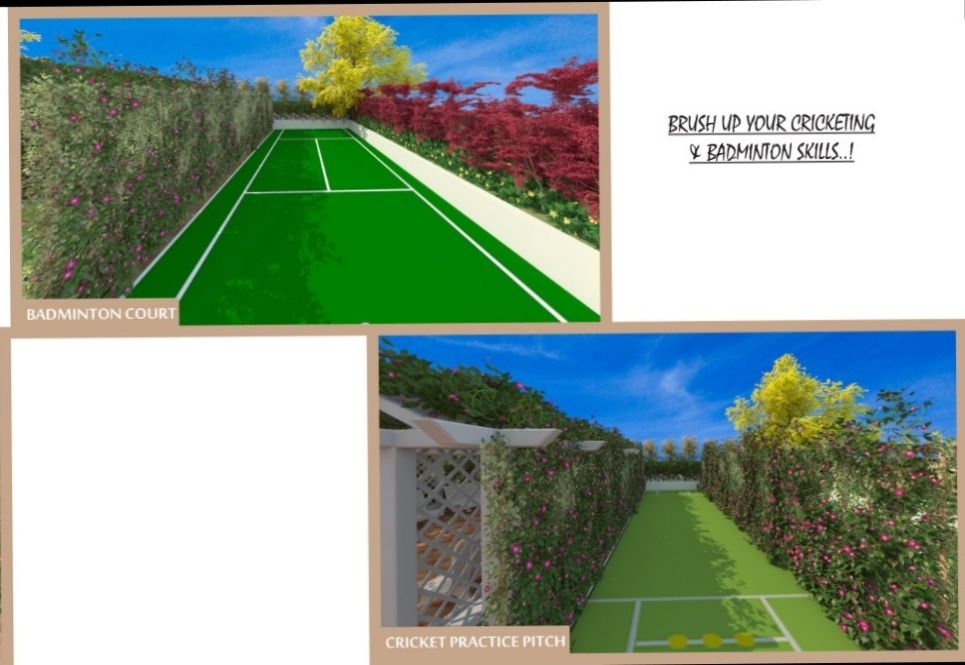 BRUSH UP YOUR CRICKETING
& BADMINTON SKILLS..!
BADMINTON COURT
CRICKET PRACTICE PITCH